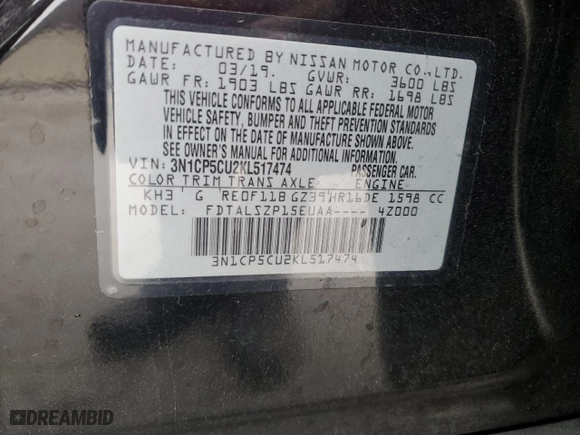 MANUFACTURED BY NISSAN MOTOR CO.,LTD.
DATE: 03/19. GVWR: 3600 LBS
GAWR FR: 1903 LBS GAWR RR: 1698 LBS
THIS VEHICLE CONFORMS TO ALL APPLICABLE FEDERAL MOTOR
VEHICLE SAFETY, BUMPER AND THEFT PREVENTION STANDARDS
IN EFFECT ON THE DATE OF MANUFACTURE SHOWN ABOVE.
SEE OWNER'S MANUAL FOR ADDITIONAL INFORMATION.
VIN: 3N1CP5CU2KL517474 PASSENGER CAR.
COLOR TRIM TRANS AXLE ENGINE
KH3 G RE0F11B GZ39 HR16DE 1598 CC
MODEL: FDTALSZP15EUAA---- 4Z000
3N1CP5CU2KL517474
DREAMBID